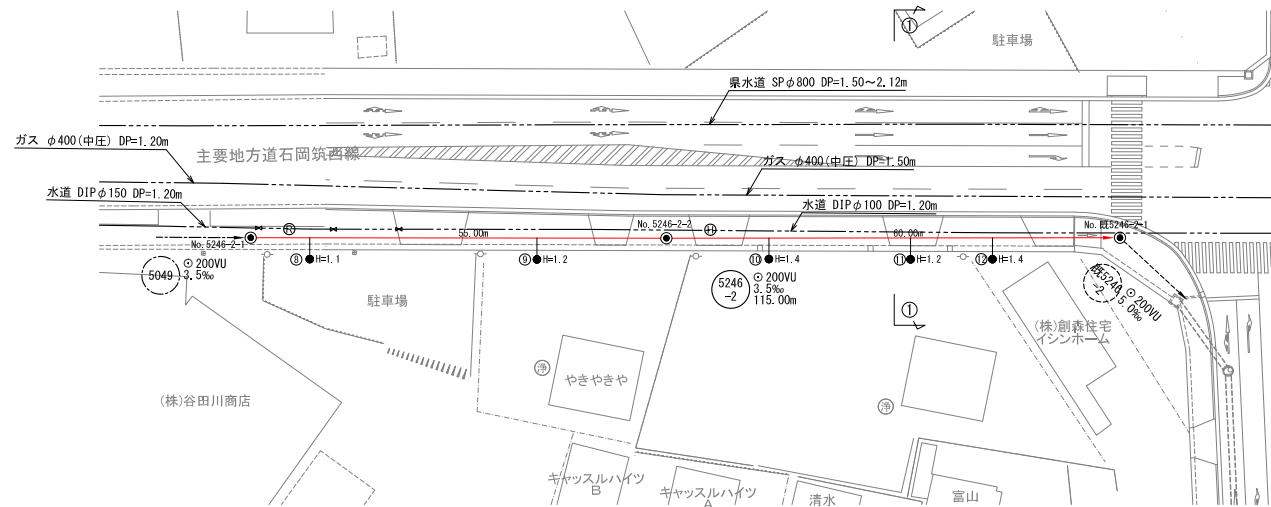 ①
駐車場
県水道 SPφ800 DP=1.50～2.12m
ガス φ400(中圧) DP=1.20m
主要地方道石岡筑西線
ガス φ400(中圧) DP=1.50m
水道 DIPφ150 DP=1.20m
水道 DIPφ100 DP=1.20m
No.5246-2-1
Ⓡ
55.00m
No.5246-2-2
Ⓗ
60.00m
No.既5246-2-1
5049
200VU
3.5‰
⑧
H=1.1
⑨
H=1.2
⑩
H=1.4
⑪
H=1.2
⑫
H=1.4
5246
-2
200VU
3.5‰
115.00m
既5246
-2
200VU
5.0‰
①
駐車場
(株)創森住宅
イシンホーム
(株)谷田川商店
浄
やきやきや
浄
キャッスルハイツ
B
キャッスルハイツ
A
清水
富山